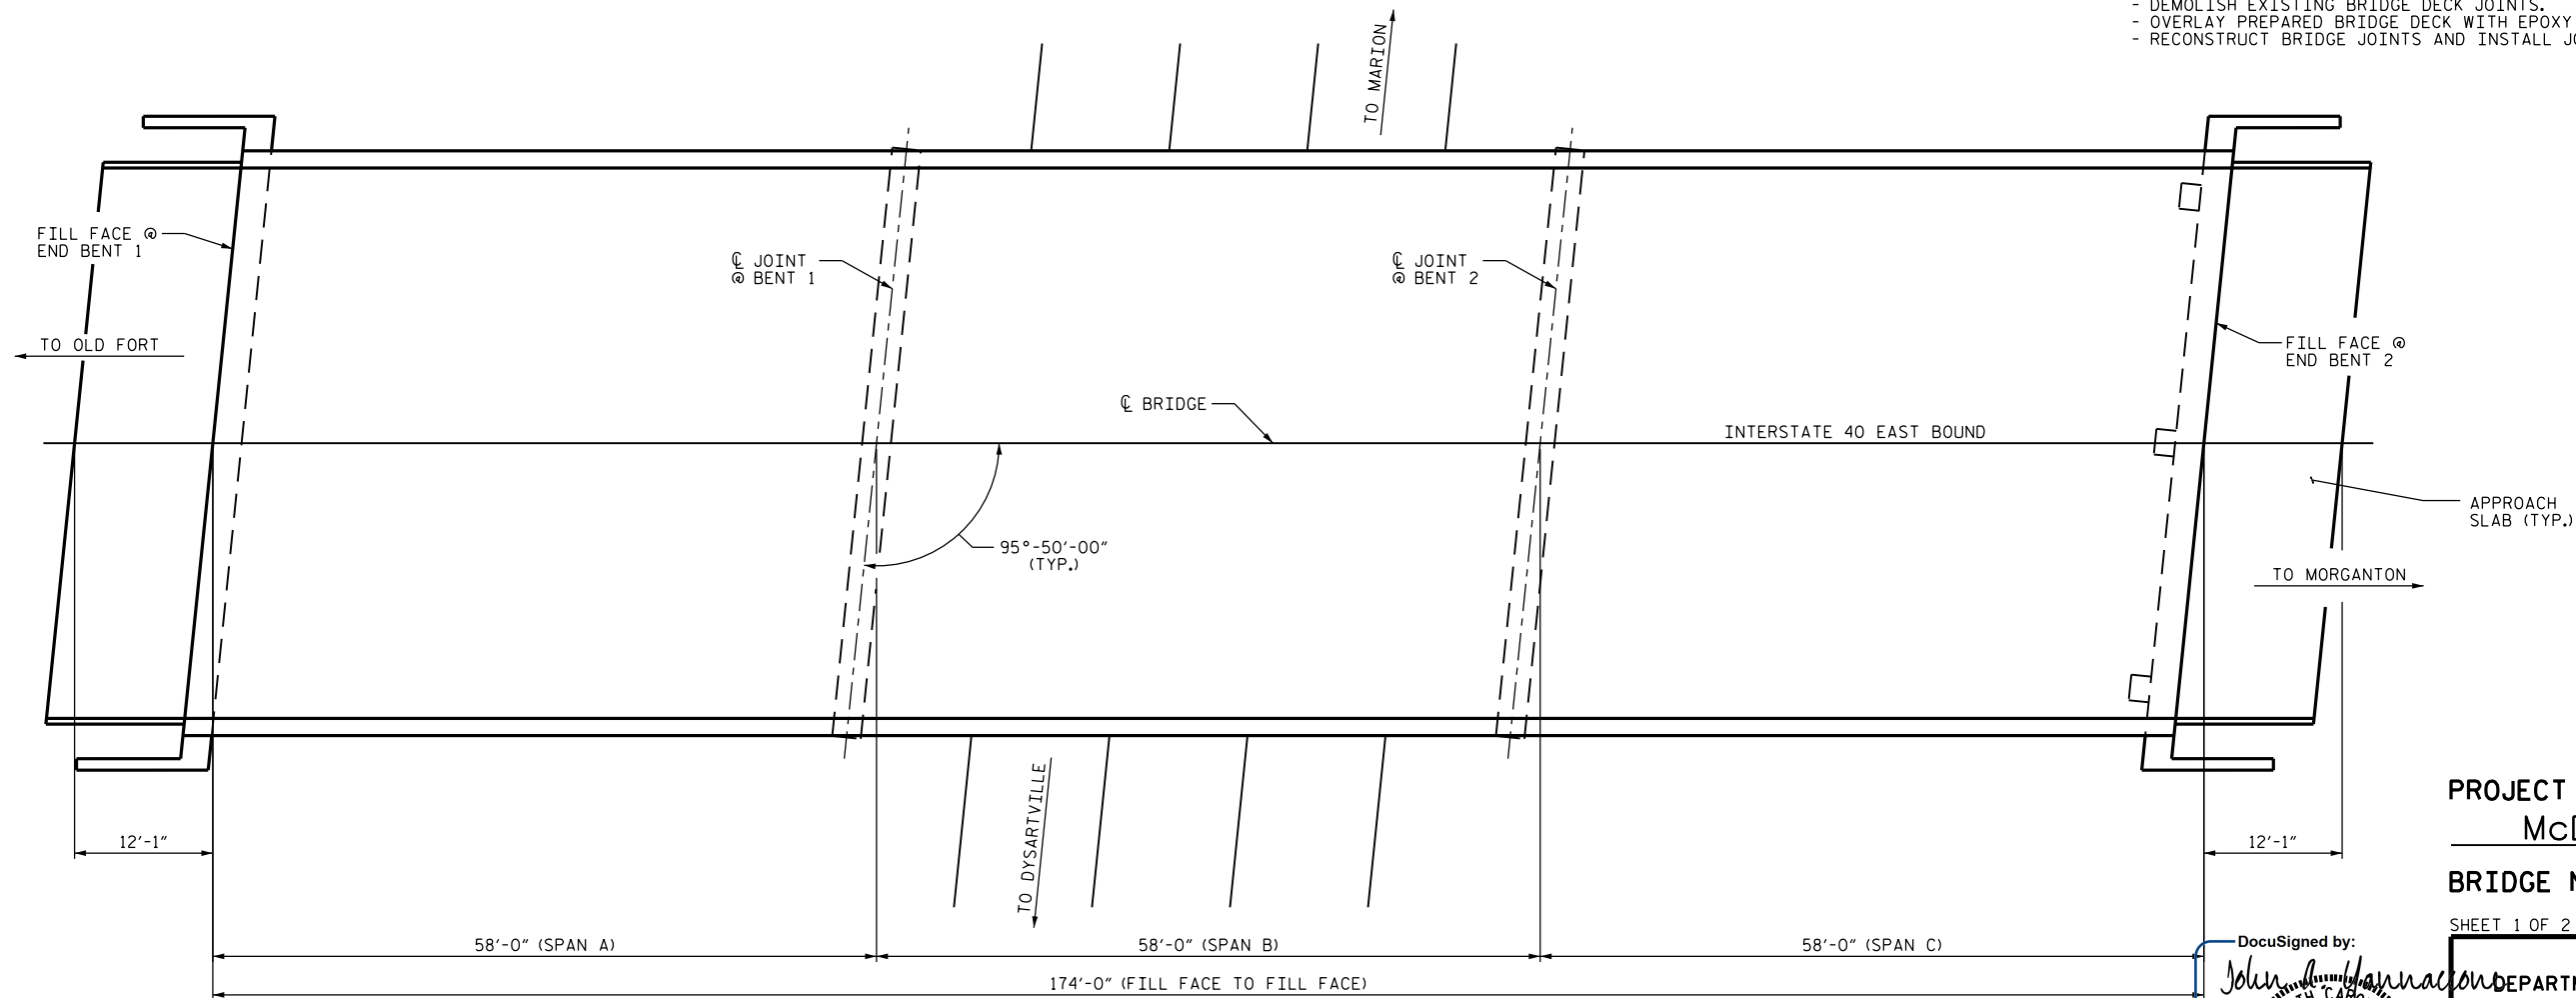 - DEMOLISH EXISTING BRIDGE DECK JOINTS.
- OVERLAY PREPARED BRIDGE DECK WITH EPOXY
- RECONSTRUCT BRIDGE JOINTS AND INSTALL
TO MARION
FILL FACE @
END BENT 1
℄ JOINT
@ BENT 1
℄ JOINT
@ BENT 2
TO OLD FORT
FILL FACE @
END BENT 2
℄ BRIDGE
INTERSTATE 40 EAST BOUND
APPROACH
SLAB (TYP.)
95°-50'-00"
(TYP.)
TO MORGANTON
TO DYSARTVILLE
PROJECT
12'-1"
12'-1"
BRIDGE
SHEET 1 OF 2
58'-0" (SPAN A)
58'-0" (SPAN B)
58'-0" (SPAN C)
DocuSigned by:
John A. Yannaccone
174'-0" (FILL FACE TO FILL FACE)